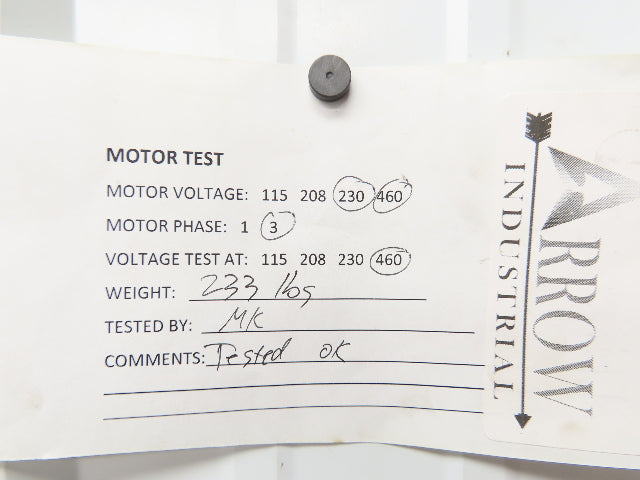 MOTOR TEST
MOTOR VOLTAGE: 115 208 230 460
MOTOR PHASE: 1 3
VOLTAGE TEST AT: 115 208 230 460
WEIGHT: 233 lbs
TESTED BY: MK
COMMENTS: Tested OK
ARROW
INDUSTRIAL